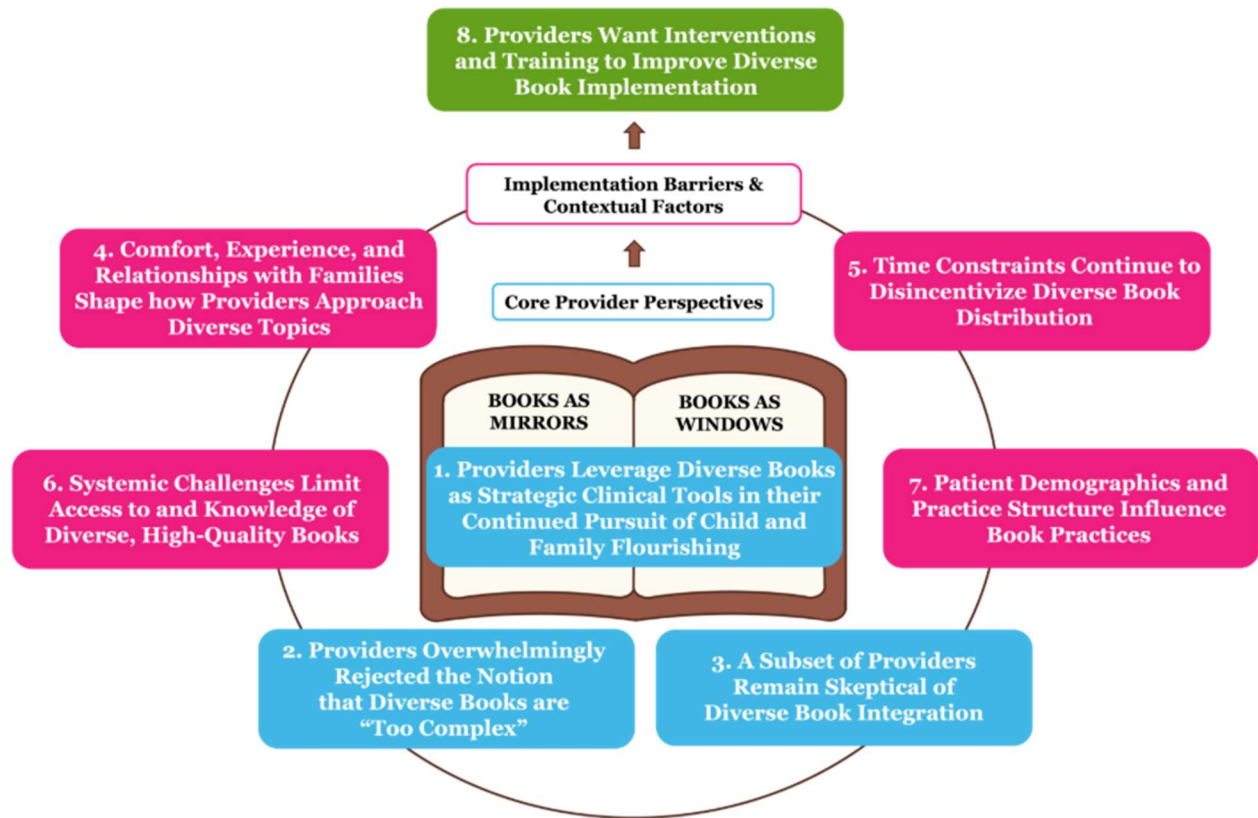 8. Providers Want Interventions
and Training to Improve Diverse
Book Implementation
Implementation Barriers &
Contextual Factors
4. Comfort, Experience, and
Relationships with Families
Shape how Providers Approach
Diverse Topics
5. Time Constraints Continue to
Disincentivize Diverse Book
Distribution
Core Provider Perspectives
BOOKS AS
MIRRORS
BOOKS AS
WINDOWS
1. Providers Leverage Diverse Books
as Strategic Clinical Tools in their
Continued Pursuit of Child and
Family Flourishing
6. Systemic Challenges Limit
Access to and Knowledge of
Diverse, High-Quality Books
7. Patient Demographics and
Practice Structure Influence
Book Practices
2. Providers Overwhelmingly
Rejected the Notion
that Diverse Books are
“Too Complex”
3. A Subset of Providers
Remain Skeptical of
Diverse Book Integration